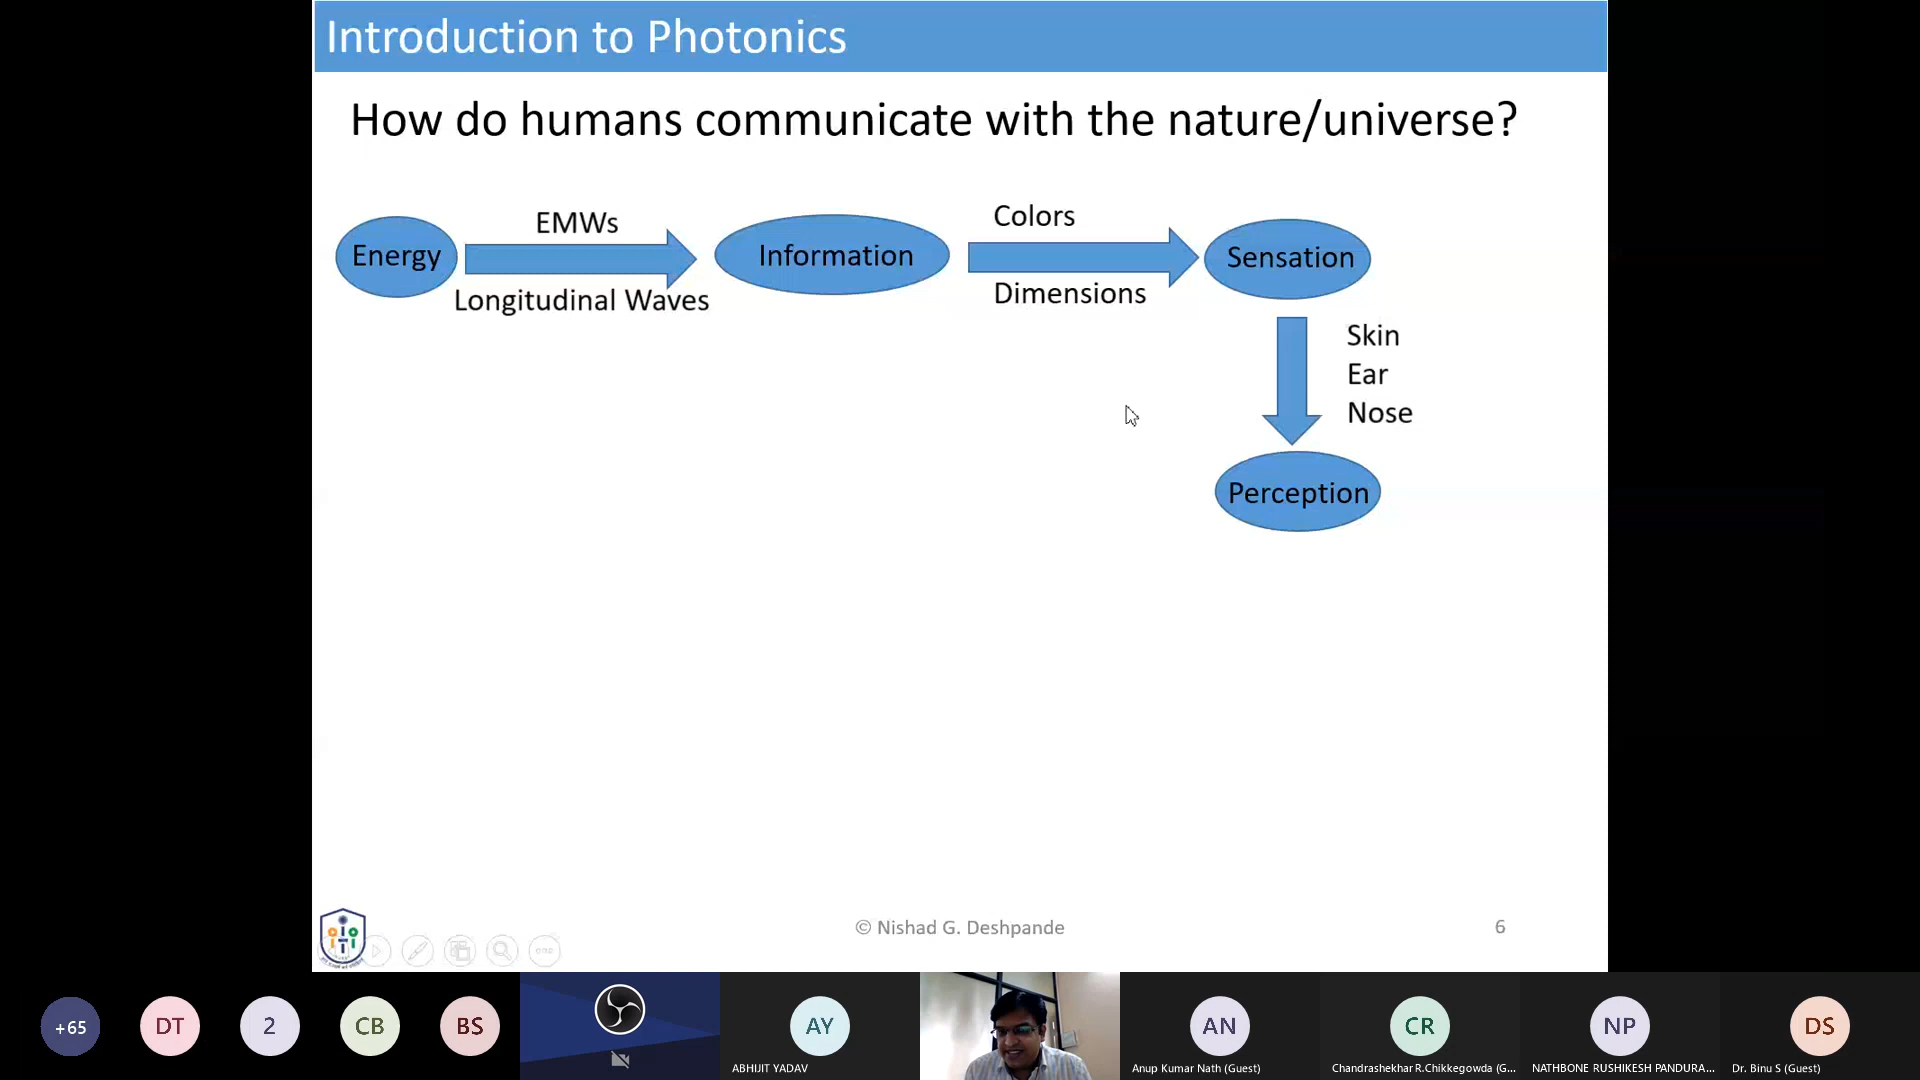 Introduction to Photonics
How do humans communicate with the nature/universe?
Energy
EMWs
Longitudinal Waves
Information
Colors
Dimensions
Sensation
Skin
Ear
Nose
Perception
© Nishad G. Deshpande
6
+65
DT
2
CB
BS
AY
ABHIJIT YADAV
AN
Anup Kumar Nath (Guest)
CR
Chandrashekhar R.Chikkegowda (G...
NP
NATHBONE RUSHIKESH PANDURA...
DS
Dr. Binu S (Guest)